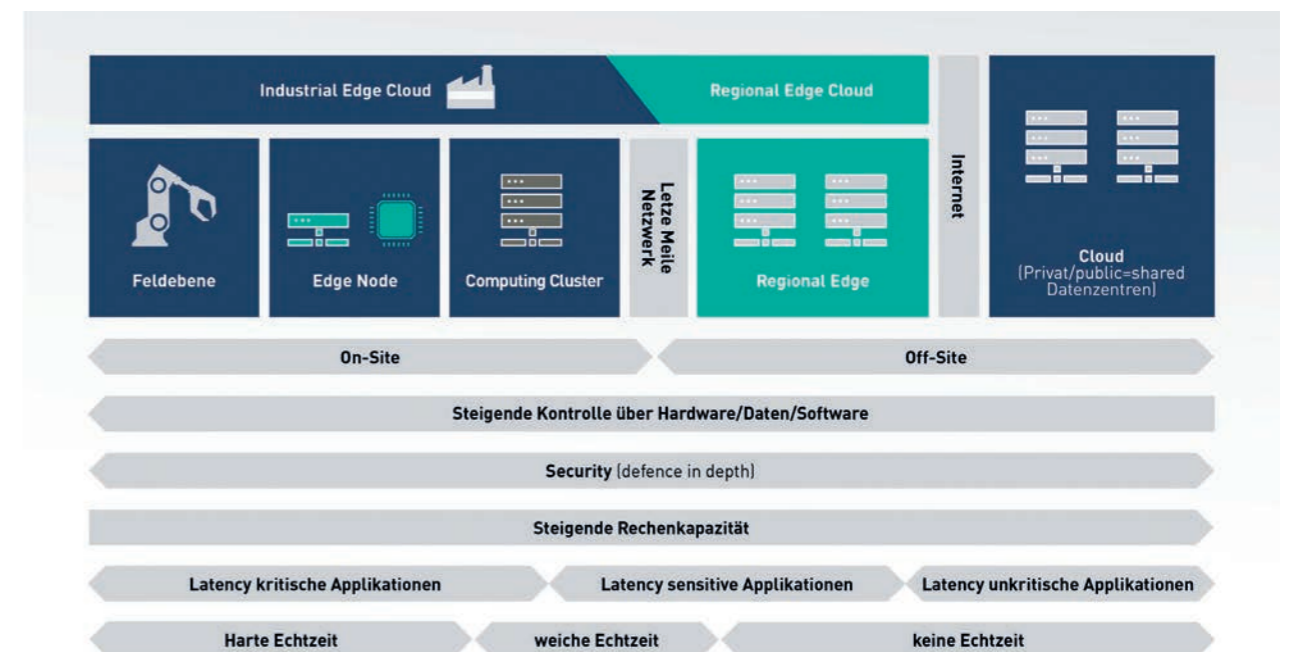 Industrial Edge Cloud
Regional Edge Cloud
Feldebene
Edge Node
Computing Cluster
Letze Meile
Netzwerk
Regional Edge
Internet
Cloud
(Privat/public=shared
Datenzentren)
On-Site
Off-Site
Steigende Kontrolle über Hardware/Daten/Software
Security (defence in depth)
Steigende Rechenkapazität
Latency kritische Applikationen
Latency sensitive Applikationen
Latency unkritische Applikationen
Harte Echtzeit
weiche Echtzeit
keine Echtzeit